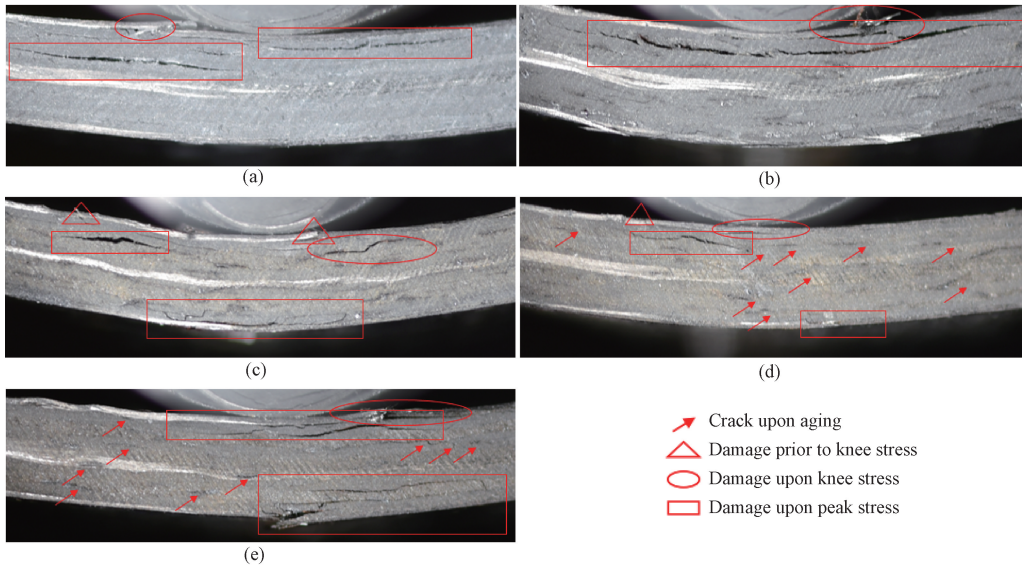 (a)
(b)
(c)
(d)
(e)
Crack upon aging
Damage prior to knee stress
Damage upon knee stress
Damage upon peak stress